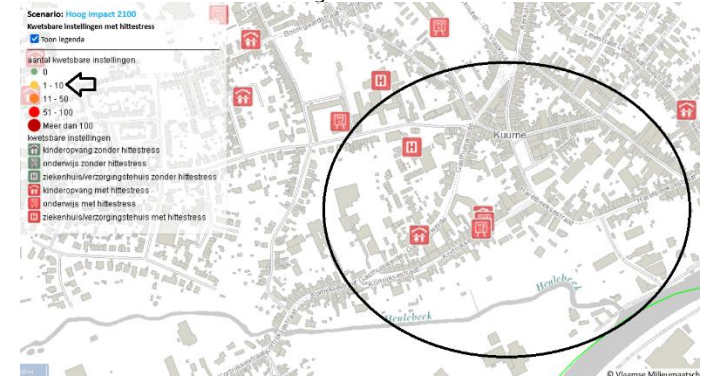 Scenario: Hoog impact 2100
Kwetsbare instellingen met hittestress
Toon legenda
aantal kwetsbare instellingen
0
1 - 10
11 - 50
51 - 100
Meer dan 100
kwetsbare instellingen
kinderopvang zonder hittestress
onderwijs zonder hittestress
ziekenhuis/verzorgingstehuis zonder hittestress
kinderopvang met hittestress
onderwijs met hittestress
ziekenhuis/verzorgingstehuis met hittestress
Kuurne
Heulebeek
Heulebeek
© Vlaamse Milieumaatsch